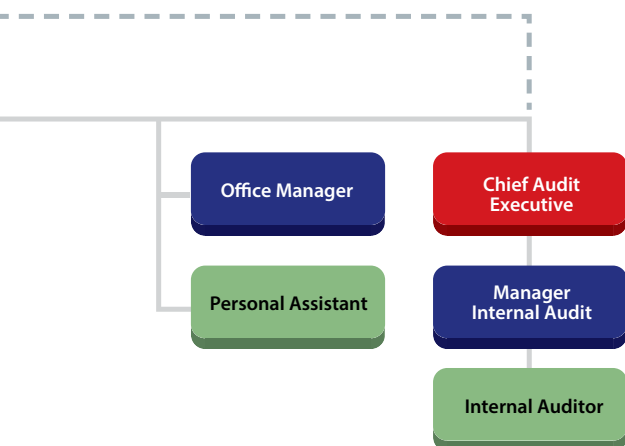 Office Manager
Chief Audit
Executive
Personal Assistant
Manager
Internal Audit
Internal Auditor